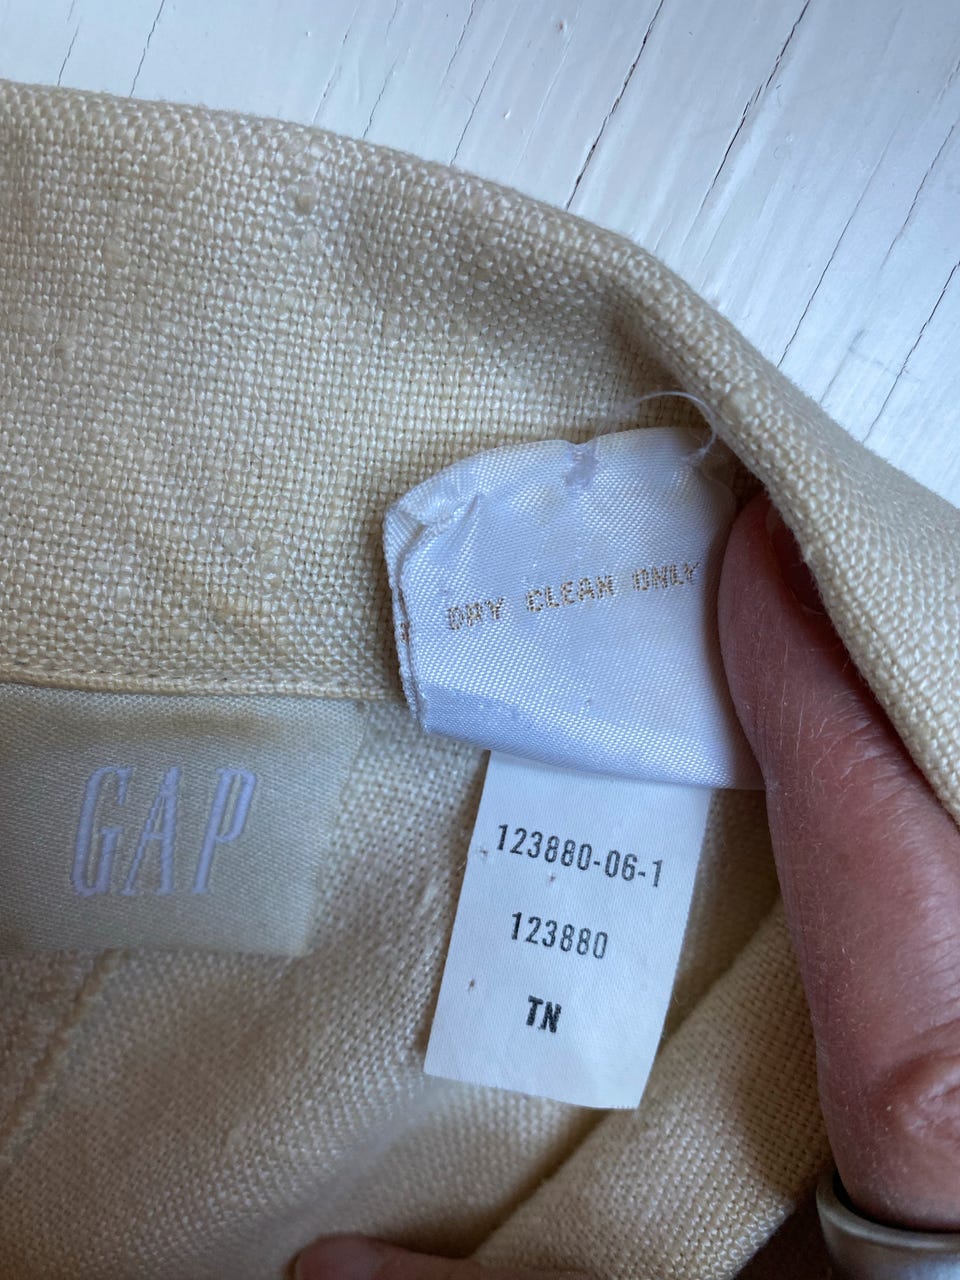 DRY CLEAN ONLY
GAP
123880-06-1
123880
TN